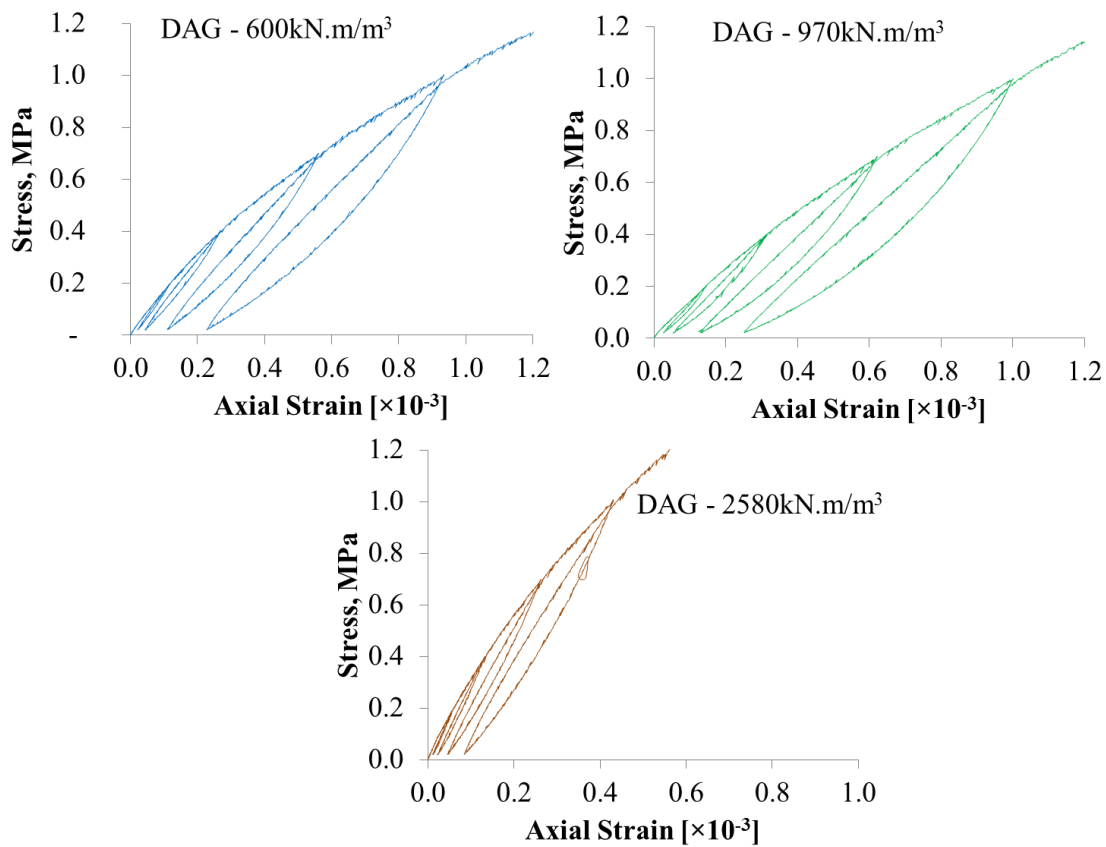 DAG - 600kN.m/m³
Stress, MPa
1.2
1.0
0.8
0.6
0.4
0.2
-
0.0 0.2 0.4 0.6 0.8 1.0 1.2
Axial Strain [×10⁻³]
DAG - 970kN.m/m³
Stress, MPa
1.2
1.0
0.8
0.6
0.4
0.2
0.0
0.0 0.2 0.4 0.6 0.8 1.0 1.2
Axial Strain [×10⁻³]
DAG - 2580kN.m/m³
Stress, MPa
1.2
1.0
0.8
0.6
0.4
0.2
0.0
0.0 0.2 0.4 0.6 0.8 1.0
Axial Strain [×10⁻³]